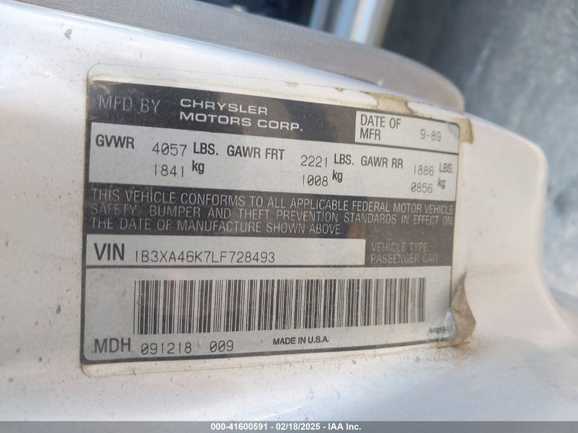 MFD BY CHRYSLER MOTORS CORP. DATE OF MFR 9-89
GVWR 4057 LBS. GAWR FRT 2221 LBS. GAWR RR 1886 LBS.
1841 kg 1008 kg 0856 kg
THIS VEHICLE CONFORMS TO ALL APPLICABLE FEDERAL MOTOR VEHICLE
SAFETY, BUMPER AND THEFT PREVENTION STANDARDS IN EFFECT ON
THE DATE OF MANUFACTURE SHOWN ABOVE.
VIN 1B3XA46K7LF728493 VEHICLE TYPE PASSENGER CAR
MDH 091218 009 MADE IN U.S.A.
000-41600591 - 02/18/2025 - IAA Inc.